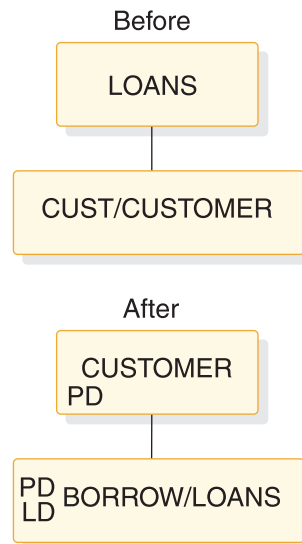 Before
LOANS
CUST/CUSTOMER
After
CUSTOMER
PD
PD
LD
BORROW/LOANS